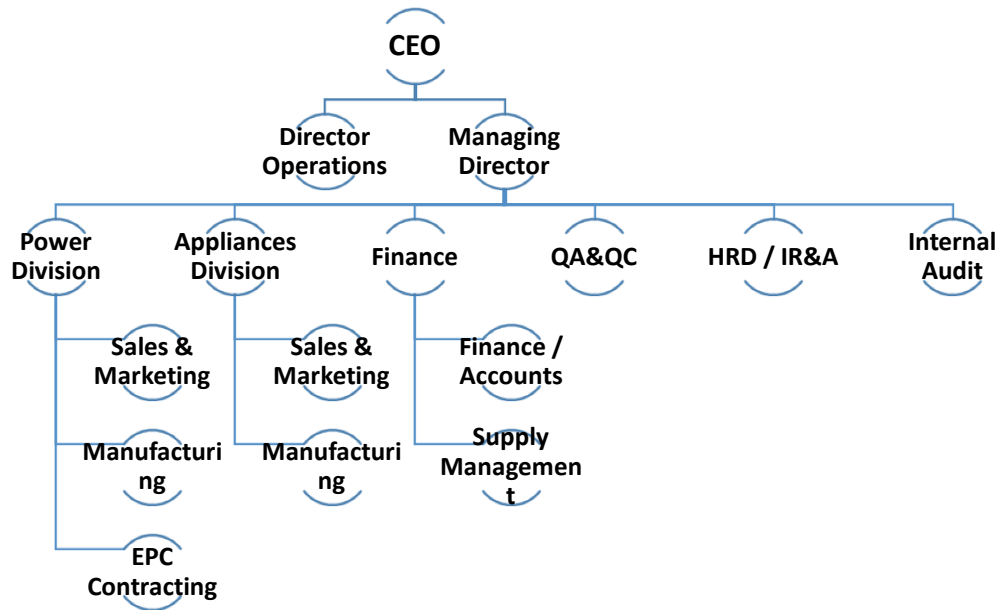 CEO
Director
Operations
Managing
Director
Power
Division
Appliances
Division
Finance
QA&QC
HRD / IR&A
Internal
Audit
Sales &
Marketing
Sales &
Marketing
Finance /
Accounts
Manufacturi
ng
Manufacturi
ng
Supply
Managemen
t
EPC
Contracting